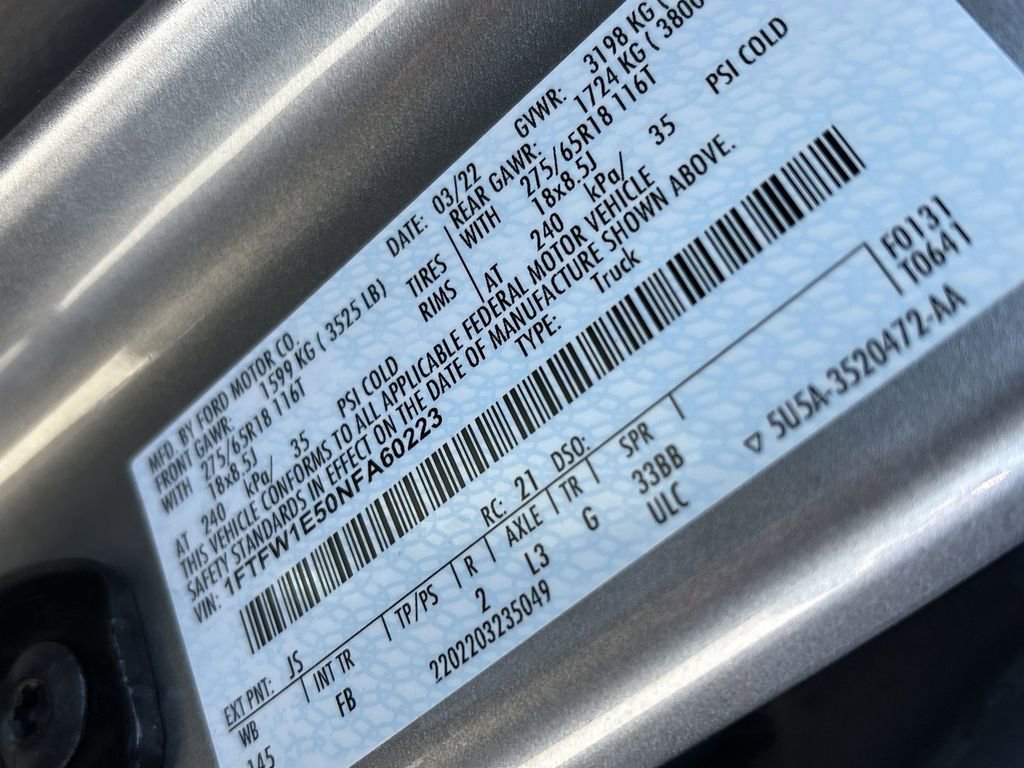 MFD. BY FORD MOTOR CO. DATE: 03/22 GVWR: 3198 KG (
FRONT GAWR: 1599 KG ( 3525 LB) REAR GAWR: 1724 KG ( 3800
WITH 275/65R18 116T TIRES WITH 275/65R18 116T
18x8.5J RIMS 18x8.5J
AT 240 kPa/ 35 PSI COLD AT 240 kPa/ 35 PSI COLD
THIS VEHICLE CONFORMS TO ALL APPLICABLE FEDERAL MOTOR VEHICLE
SAFETY STANDARDS IN EFFECT ON THE DATE OF MANUFACTURE SHOWN ABOVE.
VIN: 1FTFW1E50NFA60223 TYPE: Truck
F0131
T0641
EXT PNT: JS RC: 21 DSO:
WB INT TR TP/PS R AXLE TR SPR
145 FB 2 L3 G 33BB
2202203235049 ULC
▽ 5U5A-3520472-AA